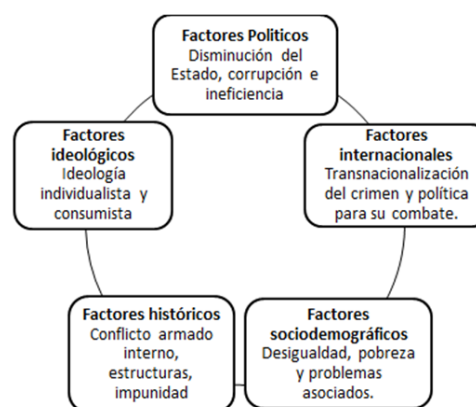 Factores Politicos
Disminución del
Estado, corrupción e
ineficiencia
Factores
ideológicos
Ideología
individualista y
consumista
Factores
internacionales
Transnacionalización
del crimen y política
para su combate.
Factores históricos
Conflicto armado
interno,
estructuras,
impunidad
Factores
sociodemográficos
Desigualdad, pobreza
y problemas
asociados.